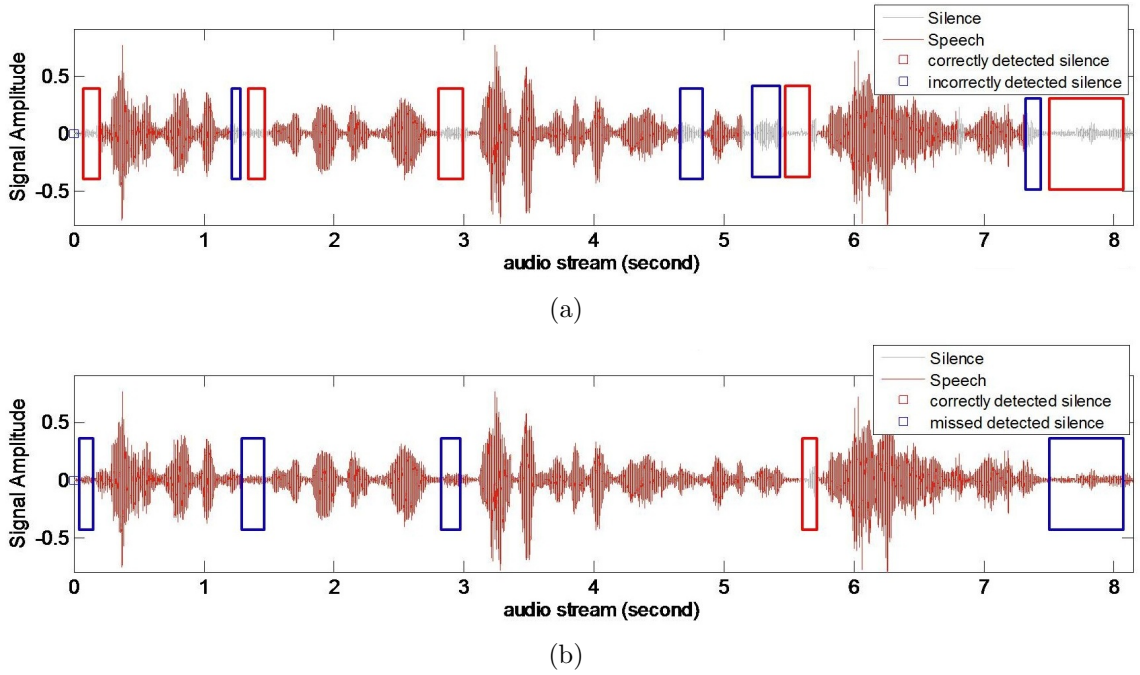 Silence
Speech
correctly detected silence
incorrectly detected silence
Signal Amplitude
0.5
0
-0.5
0 1 2 3 4 5 6 7 8
audio stream (second)
(a)
Silence
Speech
correctly detected silence
missed detected silence
Signal Amplitude
0.5
0
-0.5
0 1 2 3 4 5 6 7 8
audio stream (second)
(b)